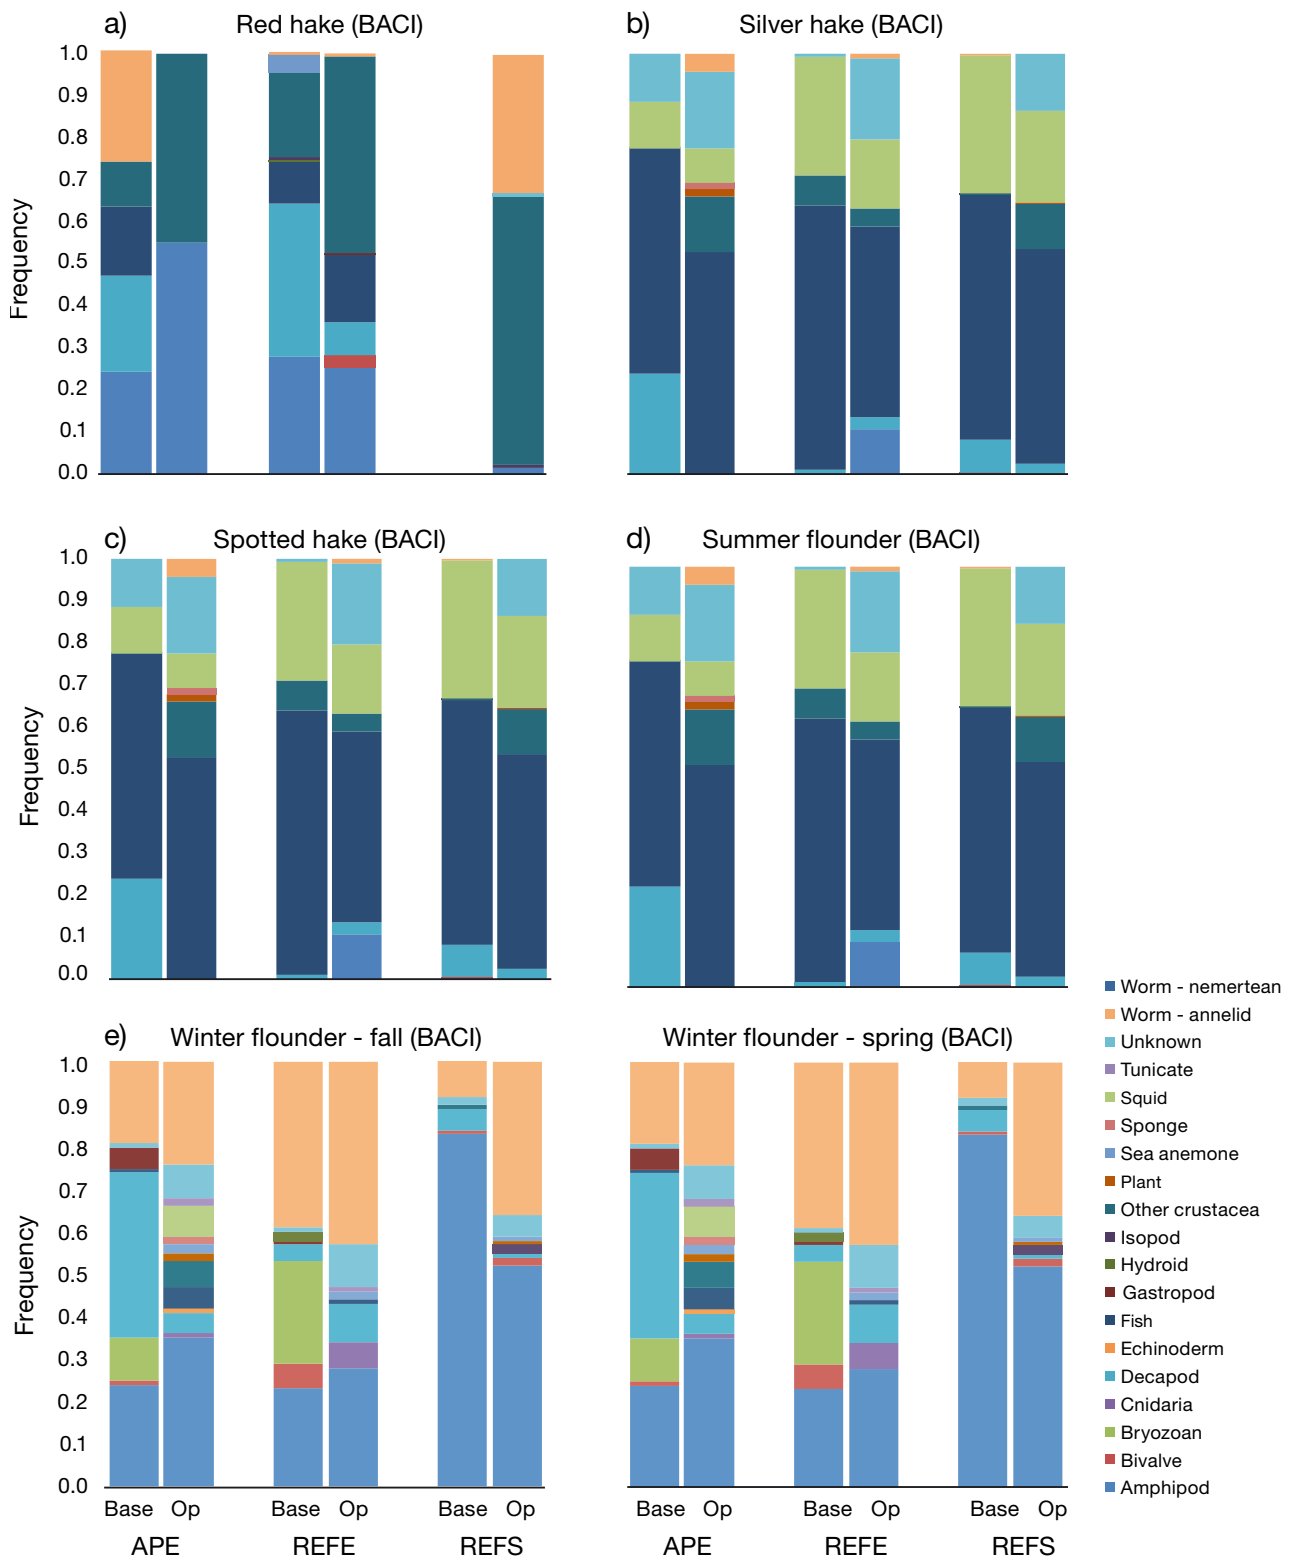 a) Red hake (BACI)
b) Silver hake (BACI)
Frequency
1.0
0.9
0.8
0.7
0.6
0.5
0.4
0.3
0.2
0.1
0.0
c) Spotted hake (BACI)
d) Summer flounder (BACI)
Frequency
1.0
0.9
0.8
0.7
0.6
0.5
0.4
0.3
0.2
0.1
0.0
e) Winter flounder - fall (BACI)
Winter flounder - spring (BACI)
Frequency
1.0
0.9
0.8
0.7
0.6
0.5
0.4
0.3
0.2
0.1
0.0
Base Op Base Op Base Op
APE REFE REFS
Base Op Base Op Base Op
APE REFE REFS
Worm - nemertean
Worm - annelid
Unknown
Tunicate
Squid
Sponge
Sea anemone
Plant
Other crustacea
Isopod
Hydroid
Gastropod
Fish
Echinoderm
Decapod
Cnidaria
Bryozoan
Bivalve
Amphipod